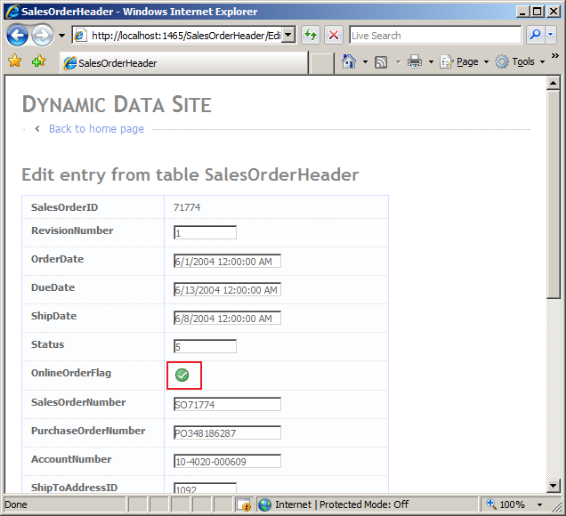 SalesOrderHeader - Windows Internet Explorer
http://localhost:1465/SalesOrderHeader/Edi
Live Search
SalesOrderHeader
Page
Tools
»
DYNAMIC DATA SITE
Back to home page
Edit entry from table SalesOrderHeader
SalesOrderID 71774
RevisionNumber 1
OrderDate 6/1/2004 12:00:00 AM
DueDate 6/13/2004 12:00:00 AM
ShipDate 6/8/2004 12:00:00 AM
Status 5
OnlineOrderFlag
SalesOrderNumber SO71774
PurchaseOrderNumber PO348186287
AccountNumber 10-4020-000609
ShipToAddressID 1092
Done Internet | Protected Mode: Off 100%